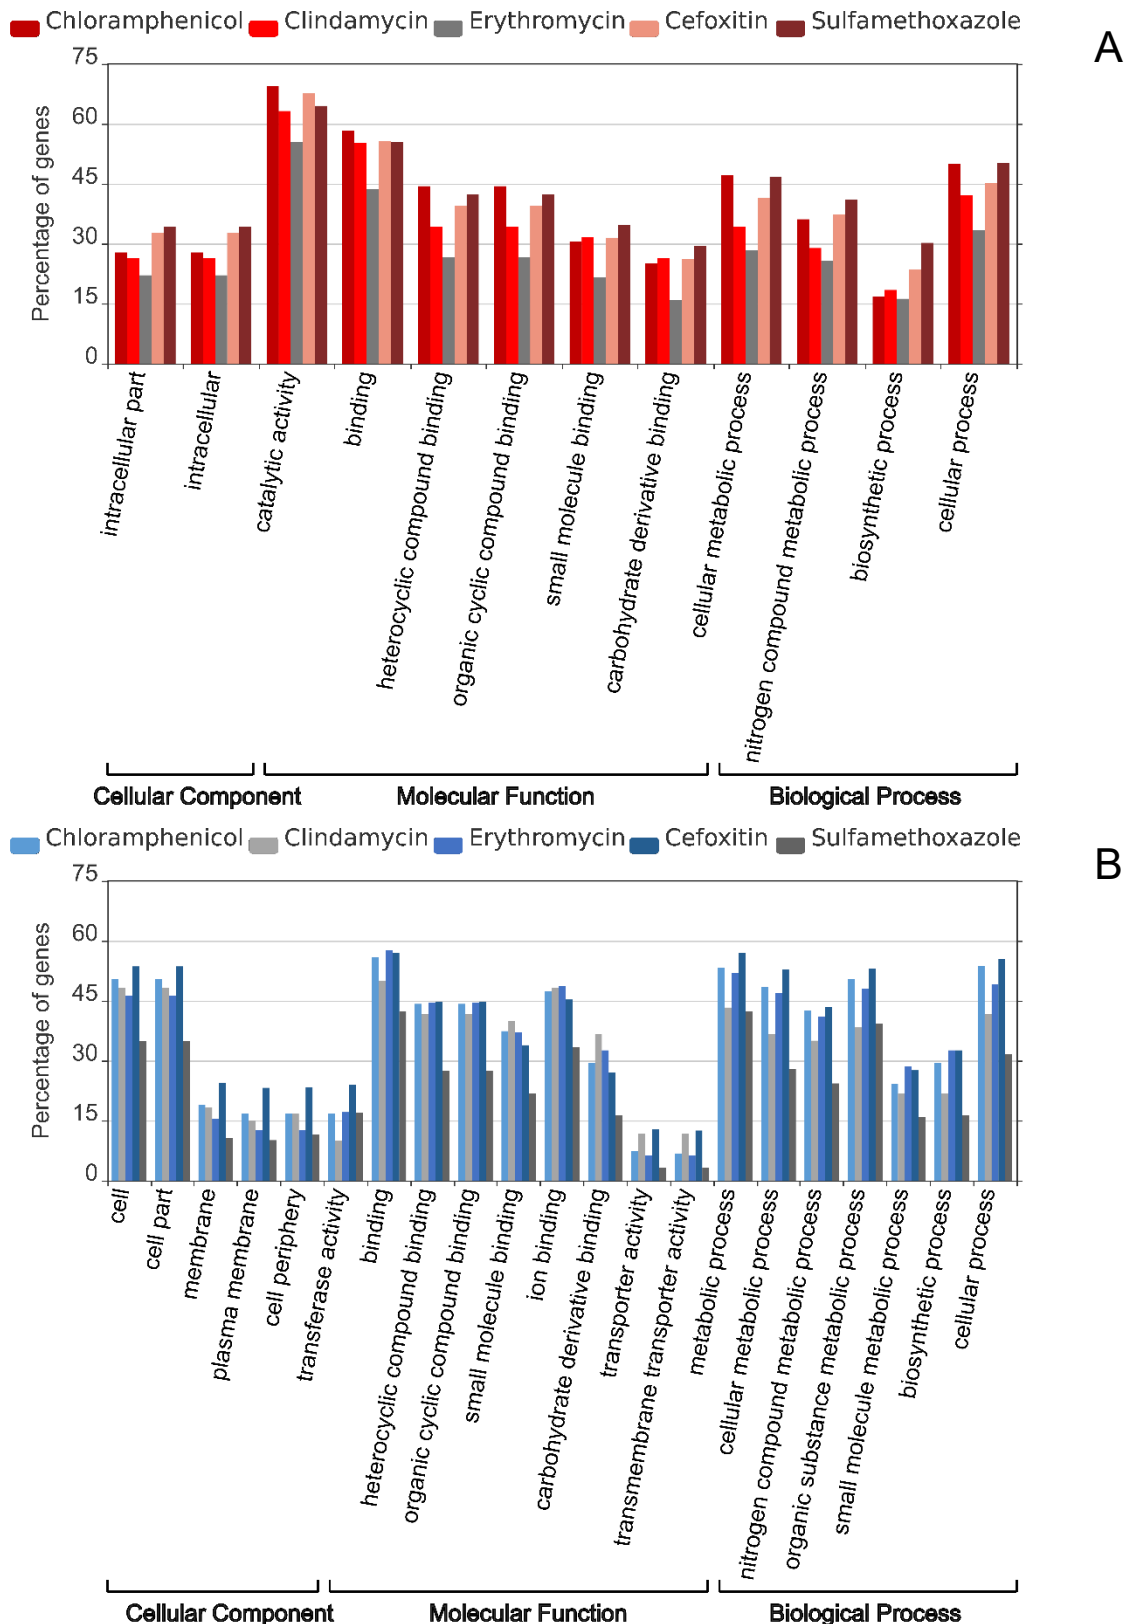 Chloramphenicol Clindamycin Erythromycin Cefoxitin Sulfamethoxazole
A
75
60
45
30
15
0
Percentage of genes
intracellular part
intracellular
catalytic activity
binding
heterocyclic compound binding
organic cyclic compound binding
small molecule binding
carbohydrate derivative binding
cellular metabolic process
nitrogen compound metabolic process
biosynthetic process
cellular process
Cellular Component
Molecular Function
Biological Process
Chloramphenicol Clindamycin Erythromycin Cefoxitin Sulfamethoxazole
B
75
60
45
30
15
0
Percentage of genes
cell
cell part
membrane
plasma membrane
cell periphery
transferase activity
binding
heterocyclic compound binding
organic cyclic compound binding
small molecule binding
ion binding
carbohydrate derivative binding
transporter activity
transmembrane transporter activity
metabolic process
cellular metabolic process
nitrogen compound metabolic process
organic substance metabolic process
small molecule metabolic process
biosynthetic process
cellular process
Cellular Component
Molecular Function
Biological Process